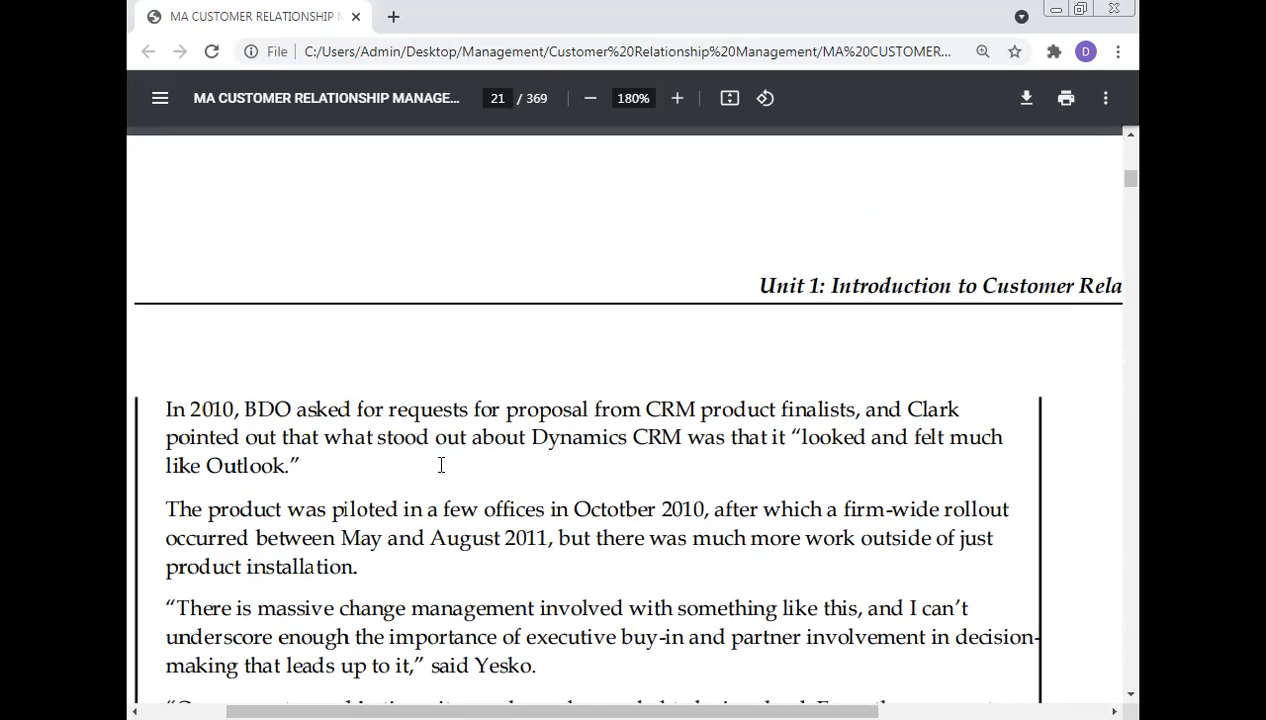 MA CUSTOMER RELATIONSHIP M
File C:/Users/Admin/Desktop/Management/Customer%20Relationship%20Management/MA%20CUSTOMER... D
MA CUSTOMER RELATIONSHIP MANAGE... 21 / 369 180%
Unit 1: Introduction to Customer Rela
In 2010, BDO asked for requests for proposal from CRM product finalists, and Clark
pointed out that what stood out about Dynamics CRM was that it “looked and felt much
like Outlook.”
The product was piloted in a few offices in Octotber 2010, after which a firm-wide rollout
occurred between May and August 2011, but there was much more work outside of just
product installation.
“There is massive change management involved with something like this, and I can’t
underscore enough the importance of executive buy-in and partner involvement in decision-
making that leads up to it,” said Yesko.